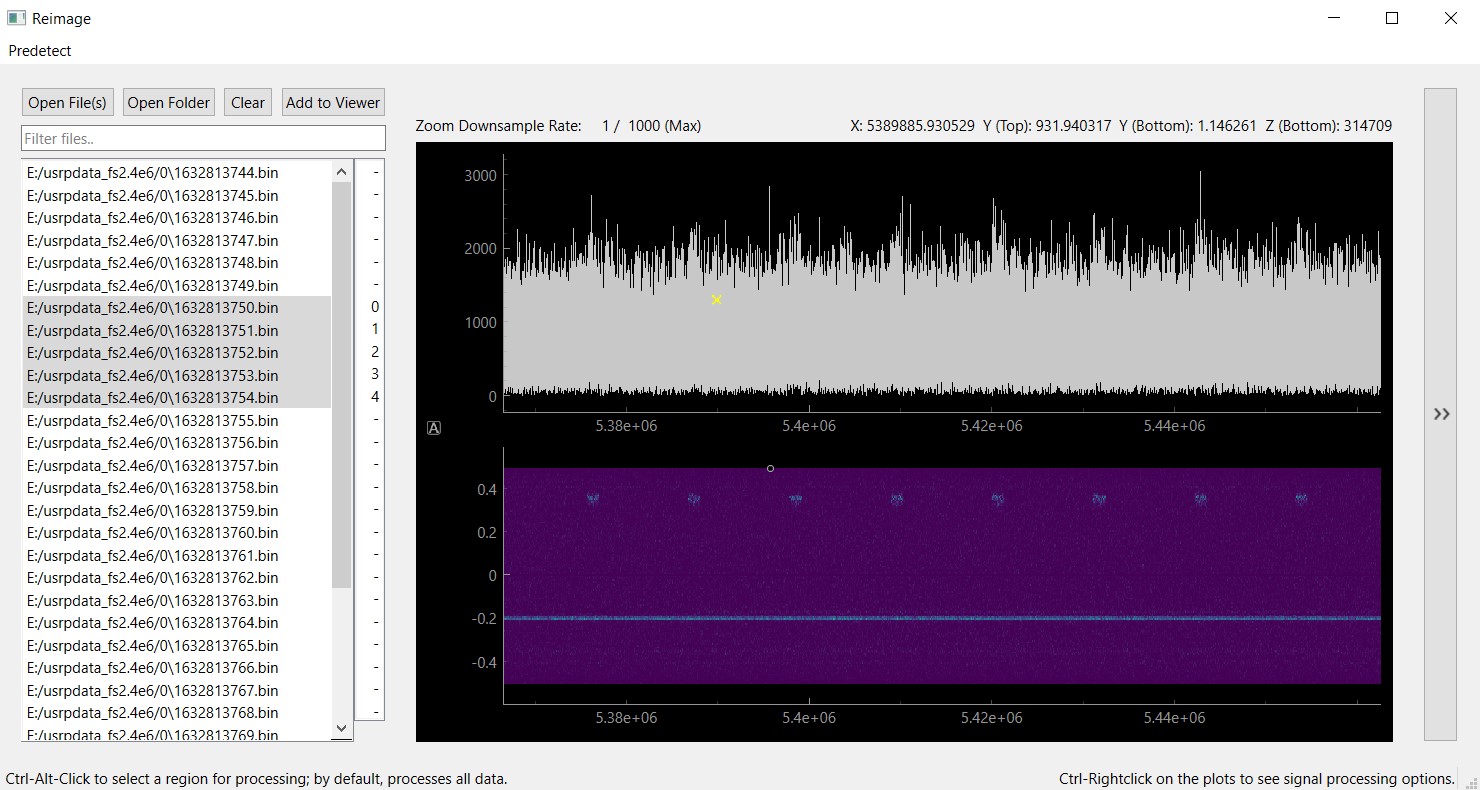 Reimage
Predetect
Open File(s) Open Folder Clear Add to Viewer
Filter files..
E:/usrpdata_fs2.4e6/0\1632813744.bin -
E:/usrpdata_fs2.4e6/0\1632813745.bin -
E:/usrpdata_fs2.4e6/0\1632813746.bin -
E:/usrpdata_fs2.4e6/0\1632813747.bin -
E:/usrpdata_fs2.4e6/0\1632813748.bin -
E:/usrpdata_fs2.4e6/0\1632813749.bin -
E:/usrpdata_fs2.4e6/0\1632813750.bin 0
E:/usrpdata_fs2.4e6/0\1632813751.bin 1
E:/usrpdata_fs2.4e6/0\1632813752.bin 2
E:/usrpdata_fs2.4e6/0\1632813753.bin 3
E:/usrpdata_fs2.4e6/0\1632813754.bin 4
E:/usrpdata_fs2.4e6/0\1632813755.bin -
E:/usrpdata_fs2.4e6/0\1632813756.bin -
E:/usrpdata_fs2.4e6/0\1632813757.bin -
E:/usrpdata_fs2.4e6/0\1632813758.bin -
E:/usrpdata_fs2.4e6/0\1632813759.bin -
E:/usrpdata_fs2.4e6/0\1632813760.bin -
E:/usrpdata_fs2.4e6/0\1632813761.bin -
E:/usrpdata_fs2.4e6/0\1632813762.bin -
E:/usrpdata_fs2.4e6/0\1632813763.bin -
E:/usrpdata_fs2.4e6/0\1632813764.bin -
E:/usrpdata_fs2.4e6/0\1632813765.bin -
E:/usrpdata_fs2.4e6/0\1632813766.bin -
E:/usrpdata_fs2.4e6/0\1632813767.bin -
E:/usrpdata_fs2.4e6/0\1632813768.bin -
E:/usrpdata_fs2.4e6/0\1632813769.bin
Zoom Downsample Rate: 1 / 1000 (Max) X: 5389885.930529 Y (Top): 931.940317 Y (Bottom): 1.146261 Z (Bottom): 314709
3000
2000
1000
0
5.38e+06 5.4e+06 5.42e+06 5.44e+06
A
0.4
0.2
0
-0.2
-0.4
5.38e+06 5.4e+06 5.42e+06 5.44e+06
>>
Ctrl-Alt-Click to select a region for processing; by default, processes all data.
Ctrl-Rightclick on the plots to see signal processing options.